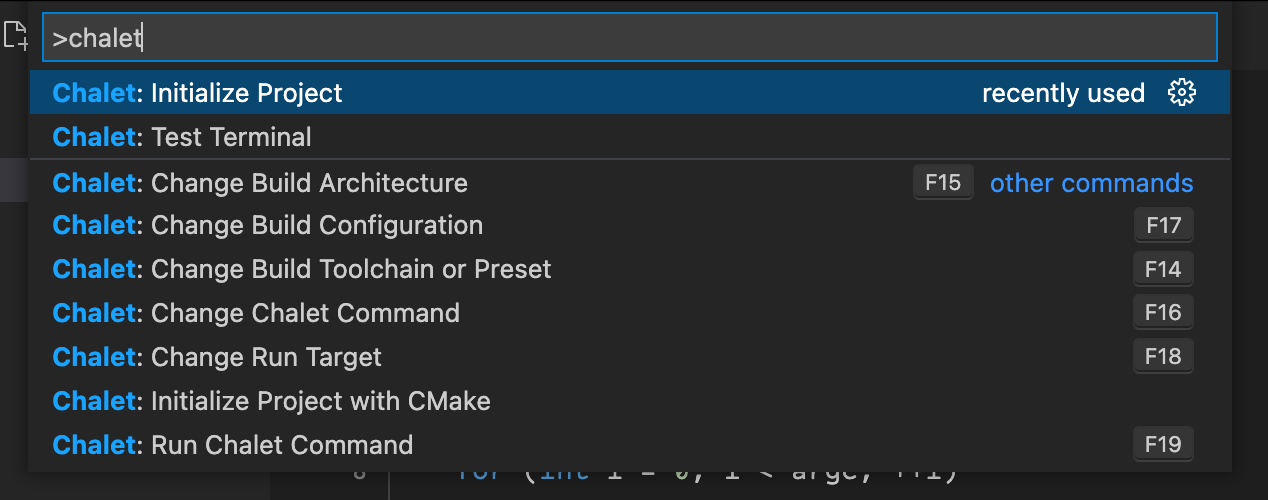 >chalet
Chalet: Initialize Project recently used
Chalet: Test Terminal
Chalet: Change Build Architecture F15 other commands
Chalet: Change Build Configuration F17
Chalet: Change Build Toolchain or Preset F14
Chalet: Change Chalet Command F16
Chalet: Change Run Target F18
Chalet: Initialize Project with CMake
Chalet: Run Chalet Command F19
for (int i = 0; i < argc; ++i)